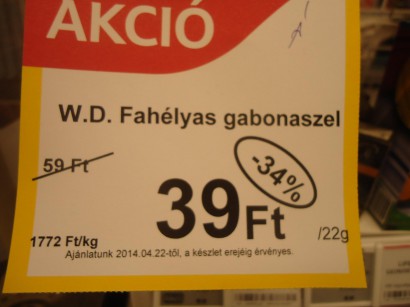 AKCIÓ
W.D. Fahélyas gabonaszel
59 Ft
-34%
39Ft
/22g
1772 Ft/kg
Ajánlatunk 2014.04.22-től, a készlet erejéig érvényes.